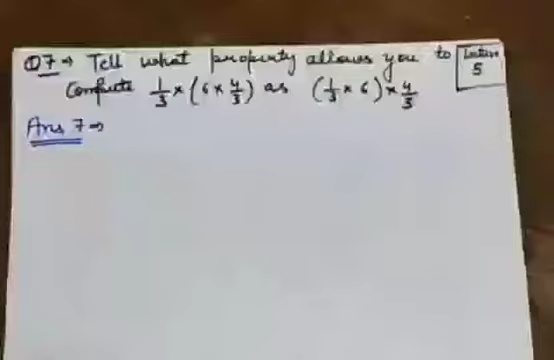 Q7 ⇒ Tell what property allows you to
Compute 1/3 × (6 × 4/3) as (1/3 × 6) × 4/3
Lecture 5
Ans 7 ⇒